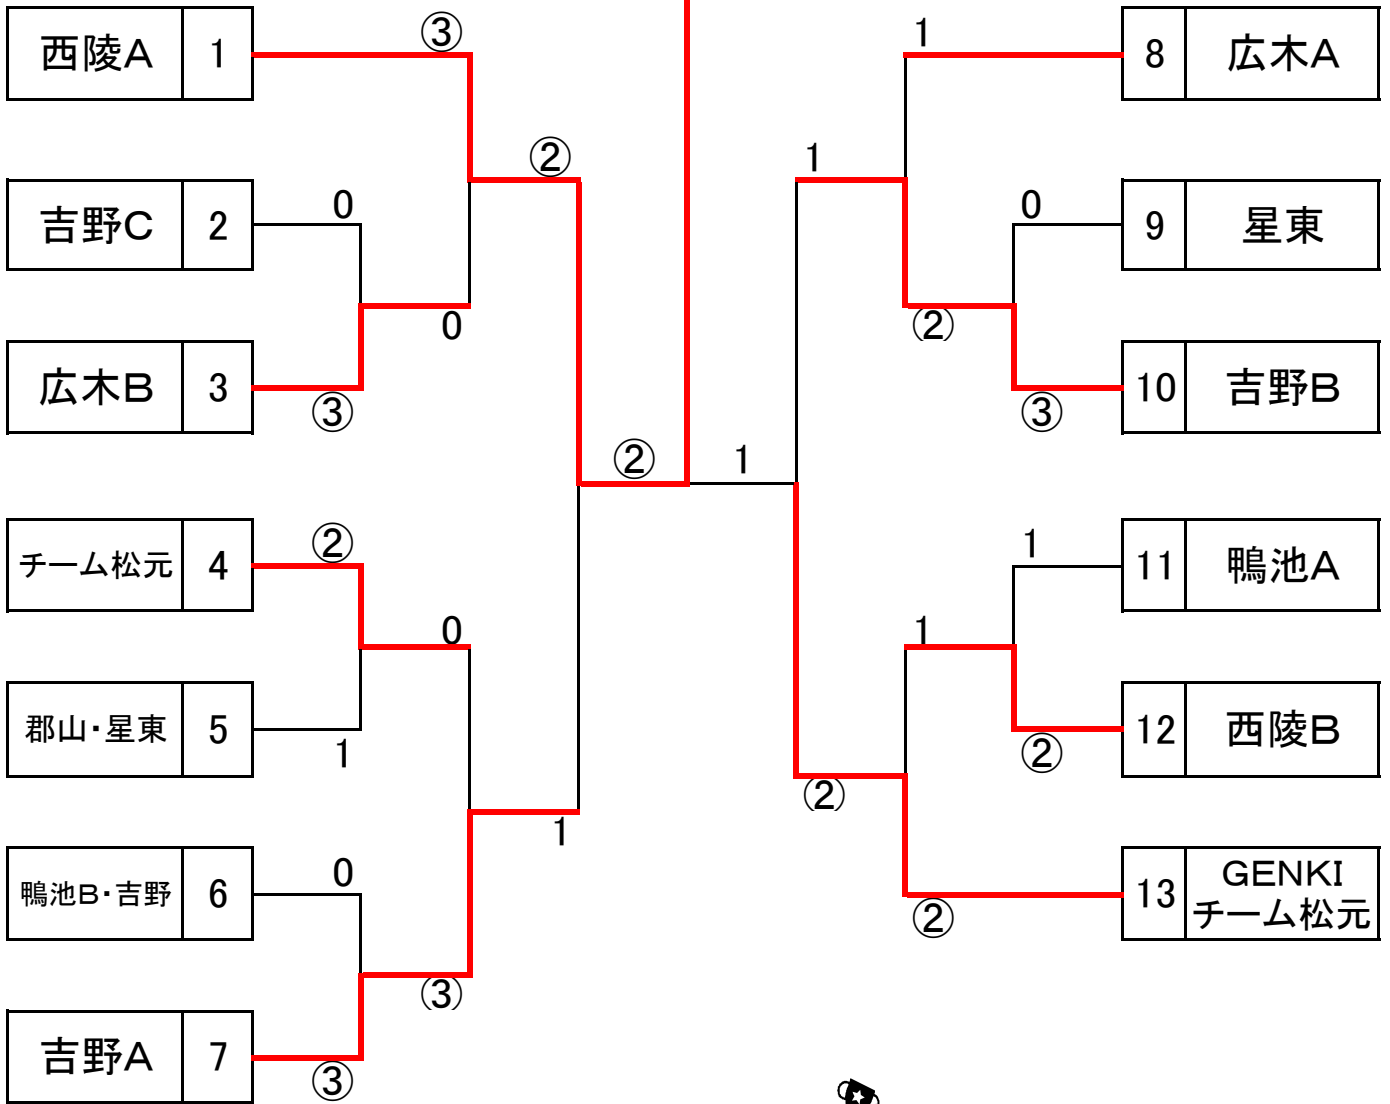 西陵A 1 ③ 1 8 広木A
② 1
吉野C 2 0 0 9 星東
0 ②
広木B 3 ③ ③ 10 吉野B
② 1
チーム松元 4 ② 1 11 鴨池A
0 1
郡山・星東 5 1 ② 12 西陵B
1 ②
鴨池B・吉野 6 0 ② 13 GENKI
チーム松元
③
吉野A 7 ③